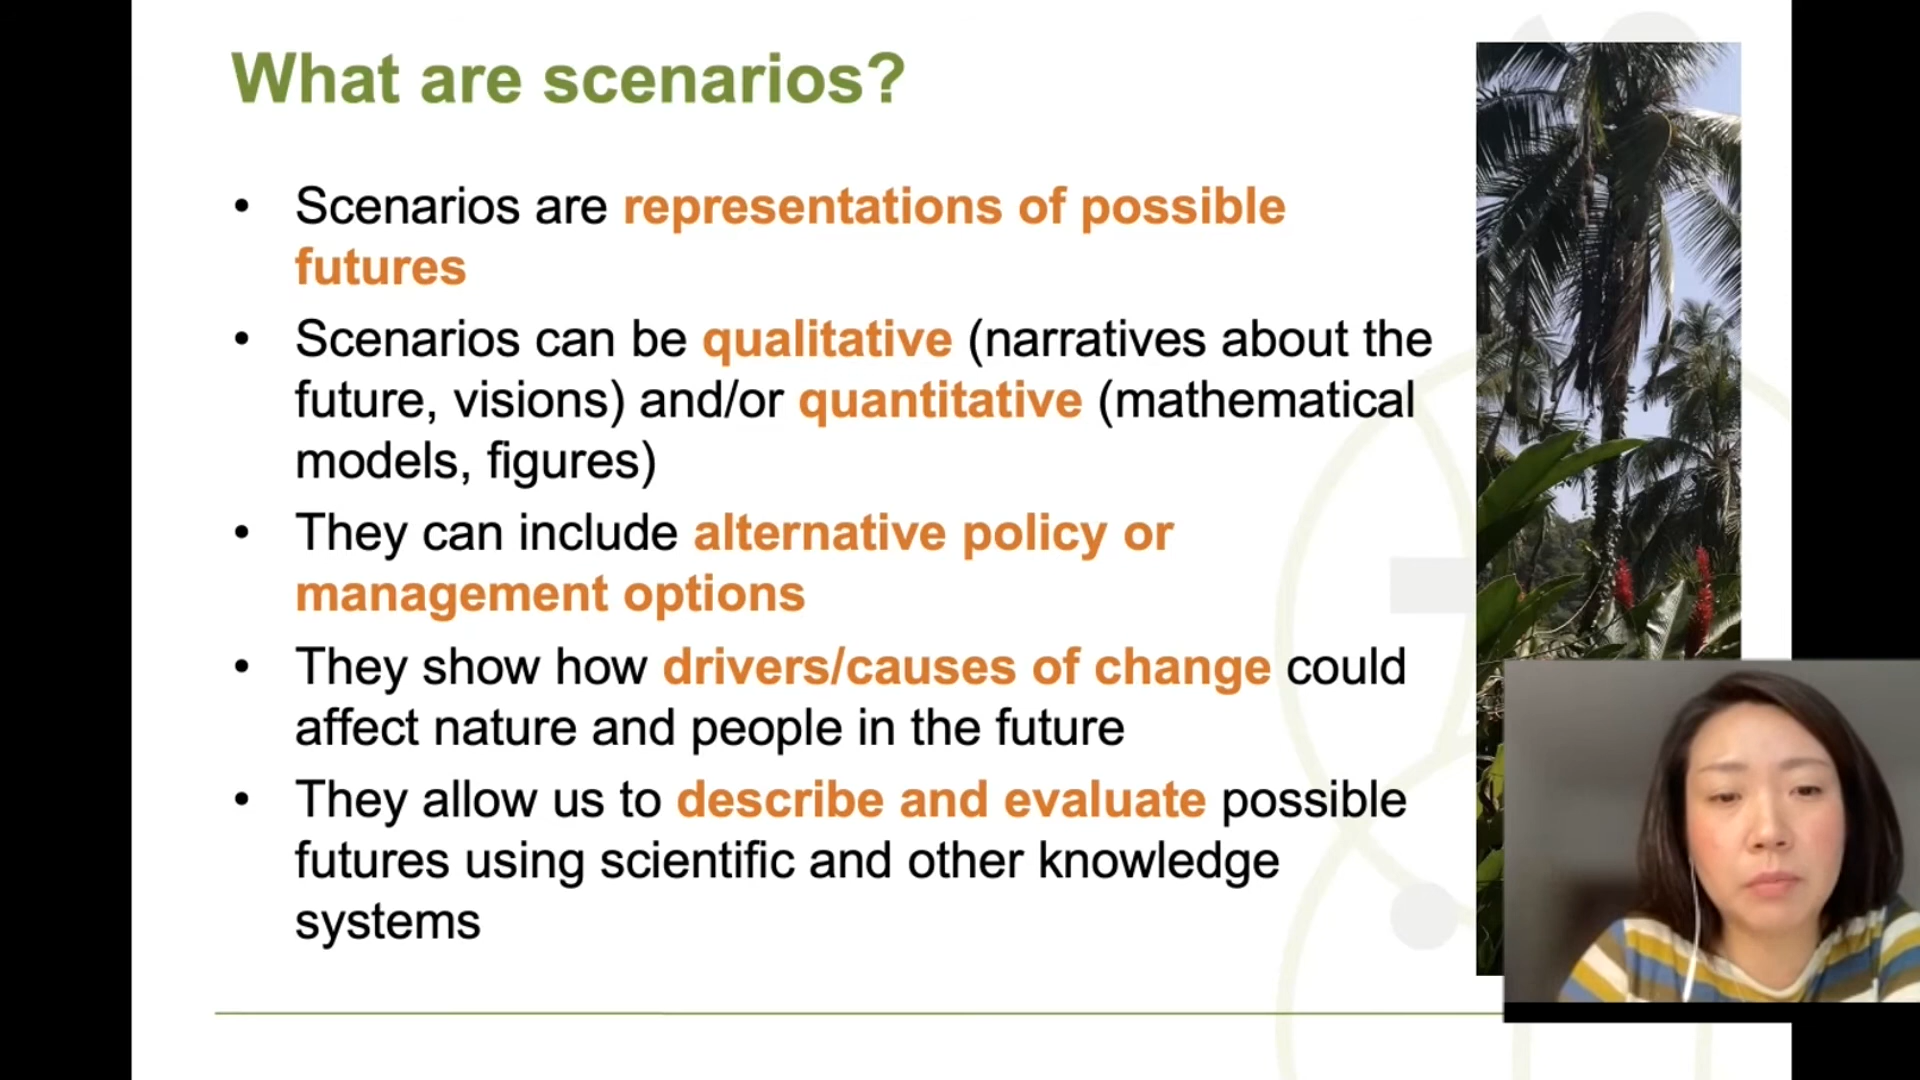 What are scenarios?
• Scenarios are representations of possible
futures
• Scenarios can be qualitative (narratives about the
future, visions) and/or quantitative (mathematical
models, figures)
• They can include alternative policy or
management options
• They show how drivers/causes of change could
affect nature and people in the future
• They allow us to describe and evaluate possible
futures using scientific and other knowledge
systems